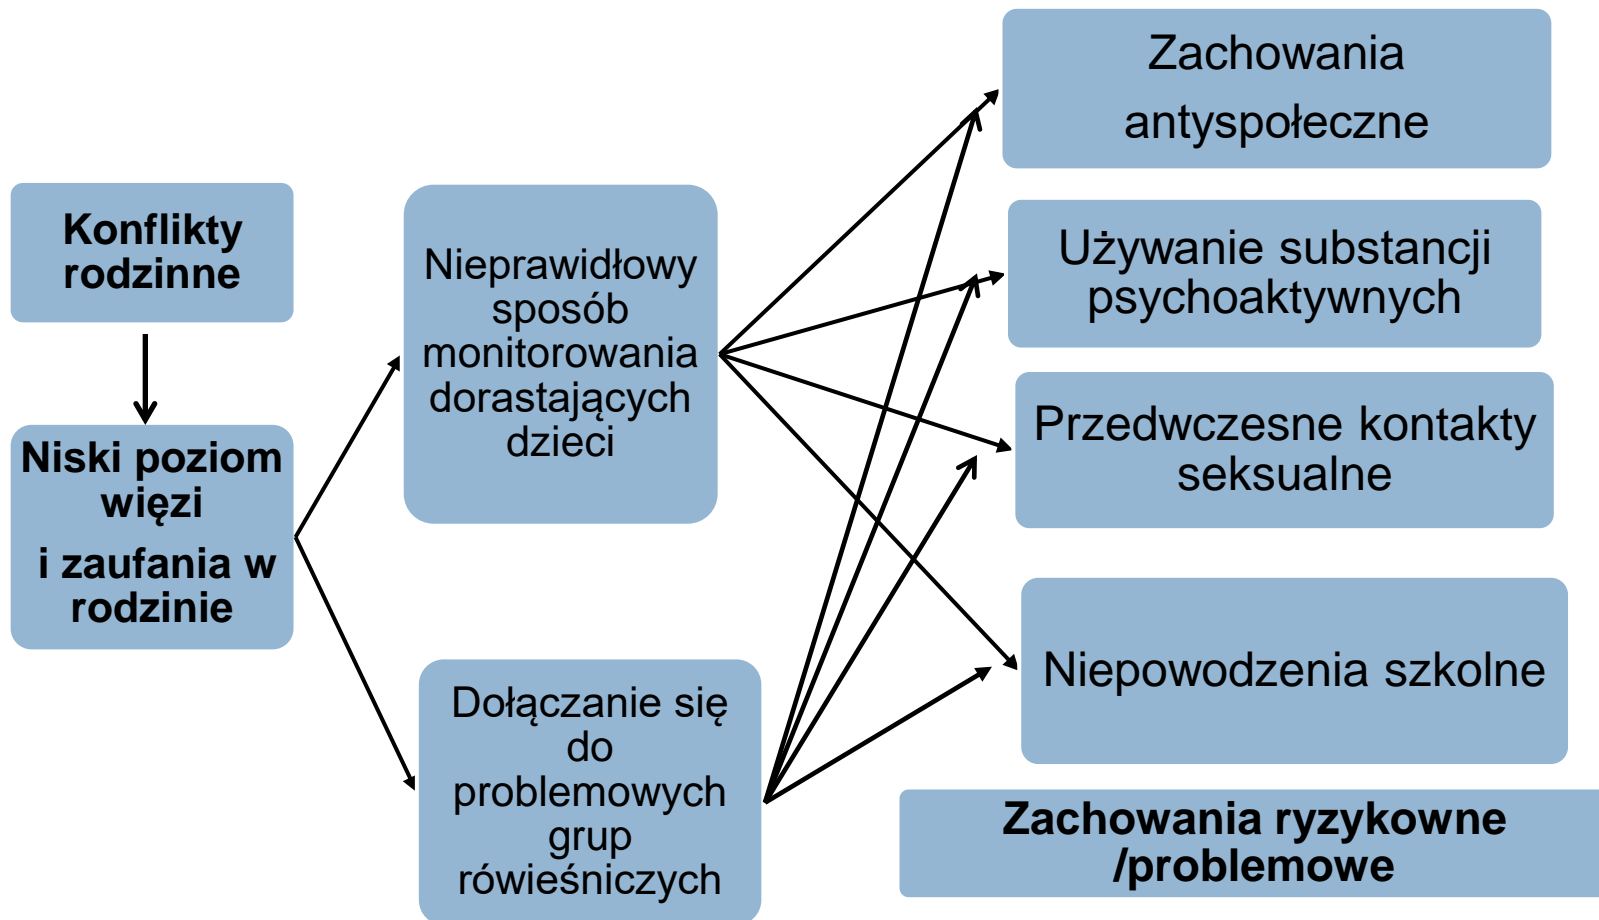 Konflikty
rodzinne
Niski poziom
więzi
i zaufania w
rodzinie
Nieprawidłowy
sposób
monitorowania
dorastających
dzieci
Dołączanie się
do
problemowych
grup
rówieśniczych
Zachowania
antyspołeczne
Używanie substancji
psychoaktywnych
Przedwczesne kontakty
seksualne
Niepowodzenia szkolne
Zachowania ryzykowne
/problemowe